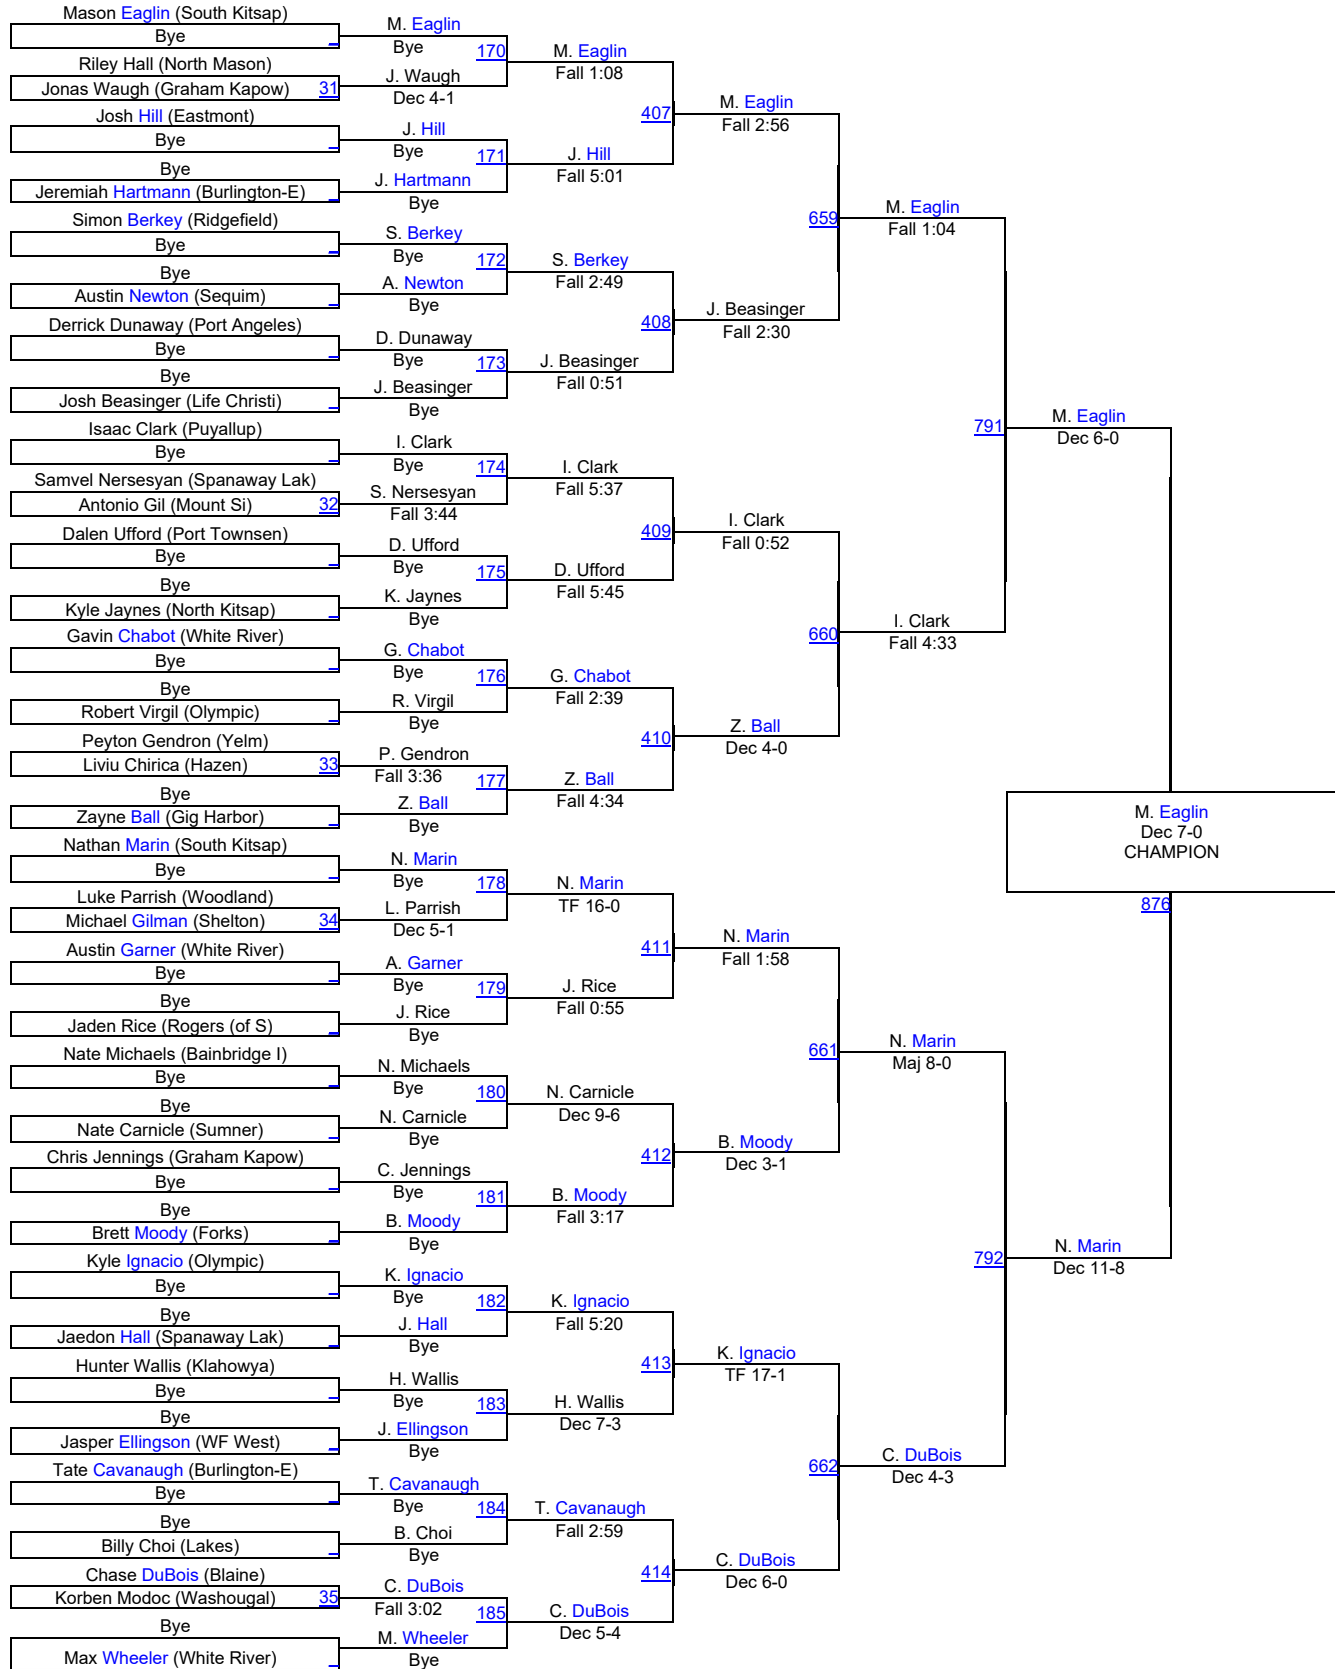 Mason Eaglin (South Kitsap)
Bye
Riley Hall (North Mason)
Jonas Waugh (Graham Kapow) 31
Josh Hill (Eastmont)
Bye
Bye
Jeremiah Hartmann (Burlington-E)
Simon Berkey (Ridgefield)
Bye
Bye
Austin Newton (Sequim)
Derrick Dunaway (Port Angeles)
Bye
Bye
Josh Beasinger (Life Christi)
Isaac Clark (Puyallup)
Bye
Samvel Nersesyan (Spanaway Lak)
Antonio Gil (Mount Si) 32
Dalen Ufford (Port Townsen)
Bye
Bye
Kyle Jaynes (North Kitsap)
Gavin Chabot (White River)
Bye
Bye
Robert Virgil (Olympic)
Peyton Gendron (Yelm)
Liviu Chirica (Hazen) 33
Bye
Zayne Ball (Gig Harbor)
Nathan Marin (South Kitsap)
Bye
Luke Parrish (Woodland)
Michael Gilman (Shelton) 34
Austin Garner (White River)
Bye
Bye
Jaden Rice (Rogers (of S)
Nate Michaels (Bainbridge I)
Bye
Bye
Nate Carnicle (Sumner)
Chris Jennings (Graham Kapow)
Bye
Bye
Brett Moody (Forks)
Kyle Ignacio (Olympic)
Bye
Bye
Jaedon Hall (Spanaway Lak)
Hunter Wallis (Klahowya)
Bye
Bye
Jasper Ellingson (WF West)
Tate Cavanaugh (Burlington-E)
Bye
Bye
Billy Choi (Lakes)
Chase DuBois (Blaine)
Korben Modoc (Washougal) 35
Bye
Max Wheeler (White River)
M. Eaglin
Bye 170
J. Waugh
Dec 4-1
J. Hill
Bye 171
J. Hartmann
Bye
S. Berkey
Bye 172
A. Newton
Bye
D. Dunaway
Bye 173
J. Beasinger
Bye
I. Clark
Bye 174
S. Nersesyan
Fall 3:44
D. Ufford
Bye 175
K. Jaynes
Bye
G. Chabot
Bye 176
R. Virgil
Bye
P. Gendron
Fall 3:36 177
Z. Ball
Bye
N. Marin
Bye 178
L. Parrish
Dec 5-1
A. Garner
Bye 179
J. Rice
Bye
N. Michaels
Bye 180
N. Carnicle
Bye
C. Jennings
Bye 181
B. Moody
Bye
K. Ignacio
Bye 182
J. Hall
Bye
H. Wallis
Bye 183
J. Ellingson
Bye
T. Cavanaugh
Bye 184
B. Choi
Bye
C. DuBois
Fall 3:02 185
M. Wheeler
Bye
M. Eaglin
Fall 1:08
407
J. Hill
Fall 5:01
S. Berkey
Fall 2:49
408
J. Beasinger
Fall 0:51
I. Clark
Fall 5:37
409
D. Ufford
Fall 5:45
G. Chabot
Fall 2:39
410
Z. Ball
Fall 4:34
N. Marin
TF 16-0
411
J. Rice
Fall 0:55
N. Carnicle
Dec 9-6
412
B. Moody
Fall 3:17
K. Ignacio
Fall 5:20
413
H. Wallis
Dec 7-3
T. Cavanaugh
Fall 2:59
414
C. DuBois
Dec 5-4
M. Eaglin
Fall 2:56
659
J. Beasinger
Fall 2:30
I. Clark
Fall 0:52
660
Z. Ball
Dec 4-0
N. Marin
Fall 1:58
661
B. Moody
Dec 3-1
K. Ignacio
TF 17-1
662
C. DuBois
Dec 6-0
M. Eaglin
Fall 1:04
791
I. Clark
Fall 4:33
N. Marin
Maj 8-0
792
C. DuBois
Dec 4-3
M. Eaglin
Dec 6-0
N. Marin
Dec 11-8
M. Eaglin
Dec 7-0
CHAMPION
876